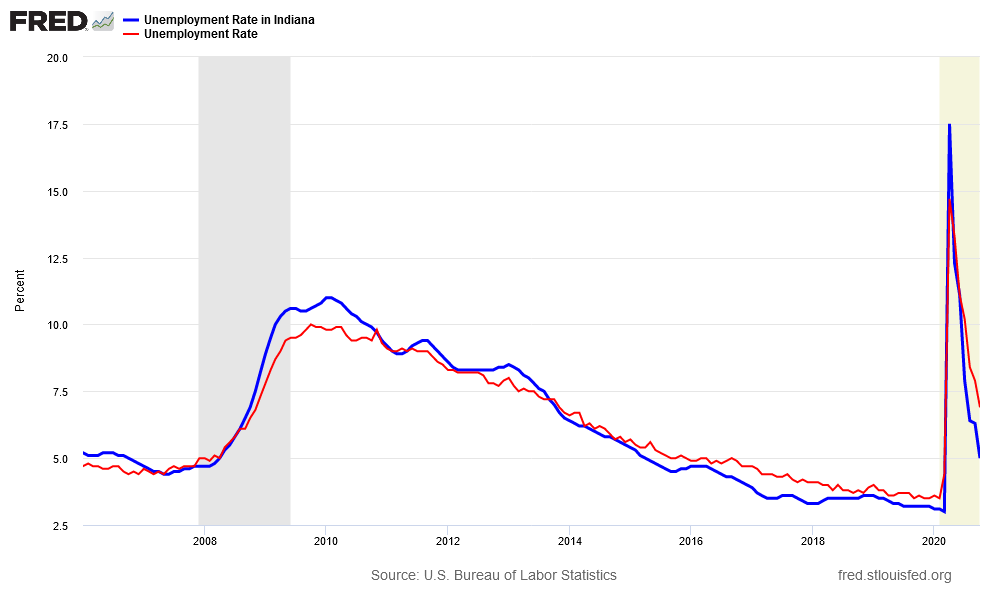 FRED
Unemployment Rate in Indiana
Unemployment Rate
20.0
17.5
15.0
12.5
10.0
7.5
5.0
2.5
Percent
2008 2010 2012 2014 2016 2018 2020
Source: U.S. Bureau of Labor Statistics fred.stlouisfed.org